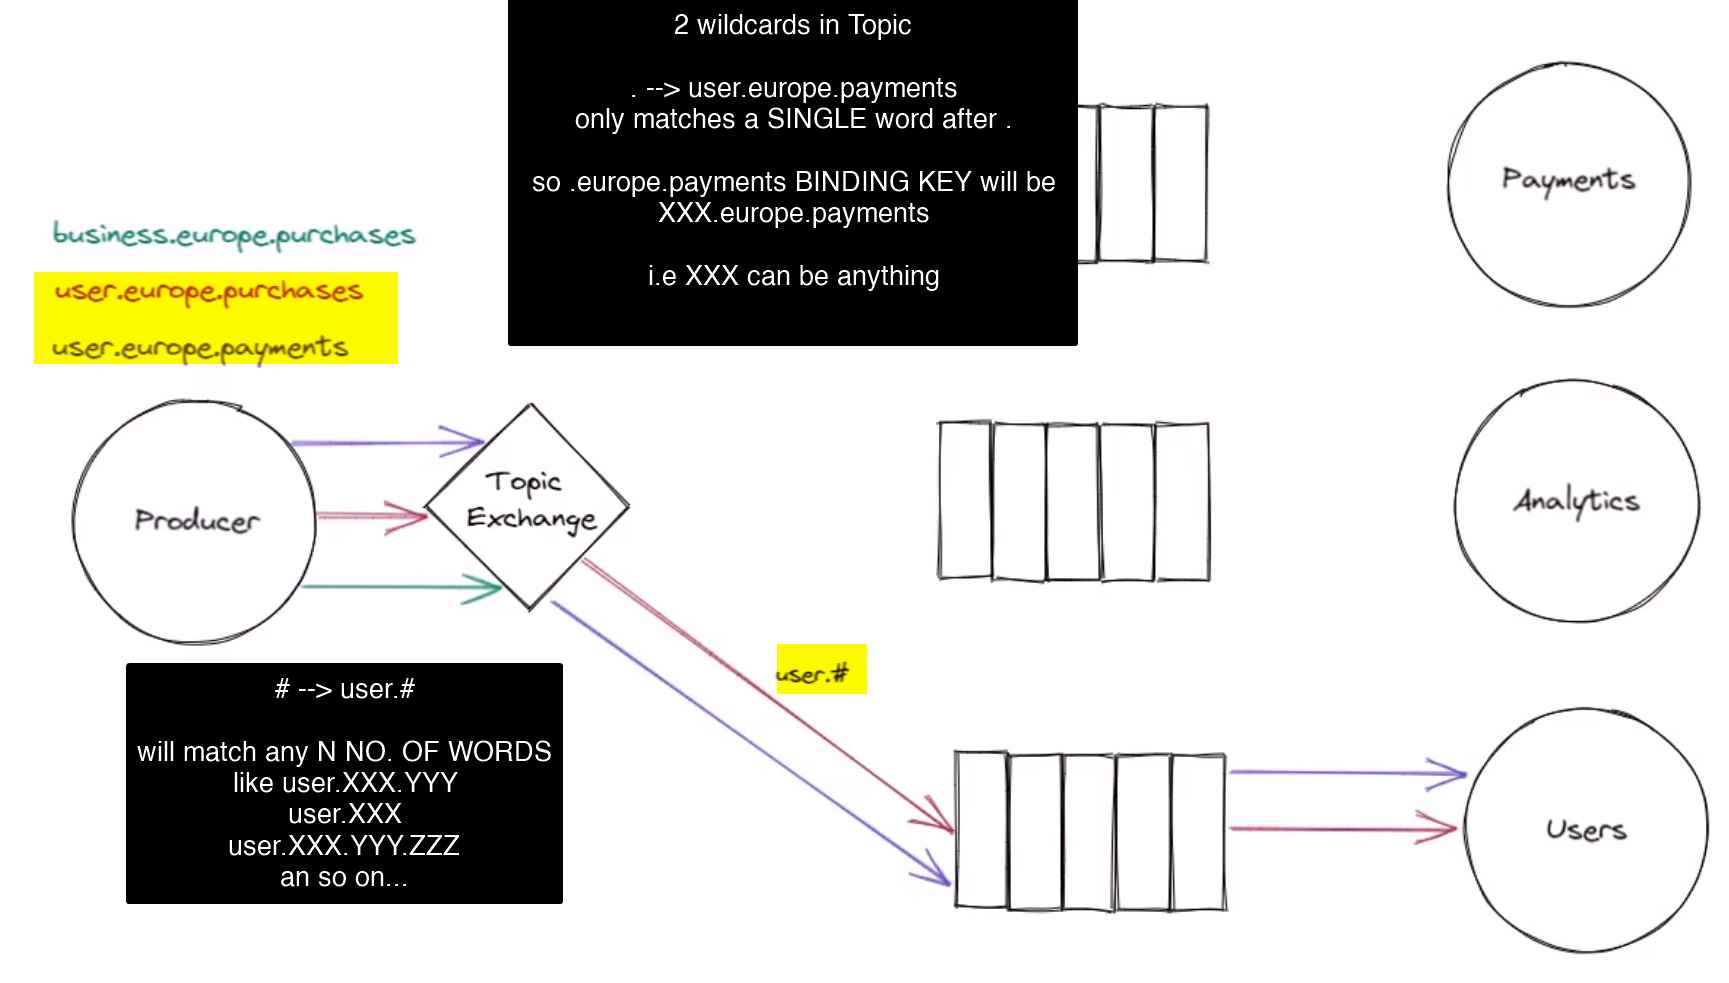 2 wildcards in Topic
. --> user.europe.payments
only matches a SINGLE word after .
so .europe.payments BINDING KEY will be
XXX.europe.payments
i.e XXX can be anything
Payments
business.europe.purchases
user.europe.purchases
user.europe.payments
Producer
Topic
Exchange
Analytics
user.#
# --> user.#
will match any N NO. OF WORDS
like user.XXX.YYY
user.XXX
user.XXX.YYY.ZZZ
an so on...
Users